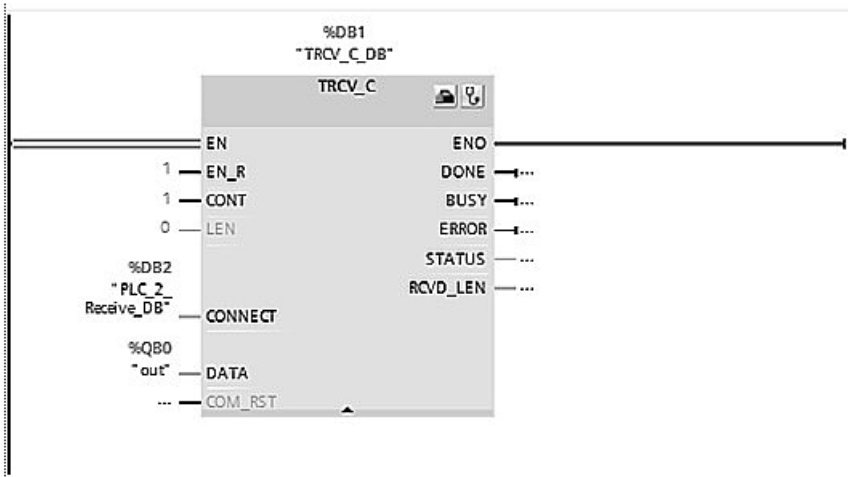 %DB1
"TRCV_C_DB"
TRCV_C
EN ENO
1 EN_R DONE ...
1 CONT BUSY ...
0 LEN ERROR ...
STATUS ...
%DB2
"PLC_2_
RCVD_LEN ...
Receive_DB" CONNECT
%QB0
"out" DATA
... COM_RST